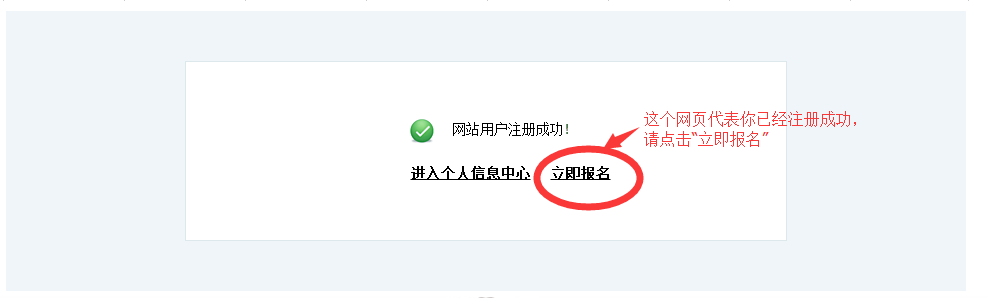 网站用户注册成功！
这个网页代表你已经注册成功，
请点击“立即报名”
进入个人信息中心 立即报名